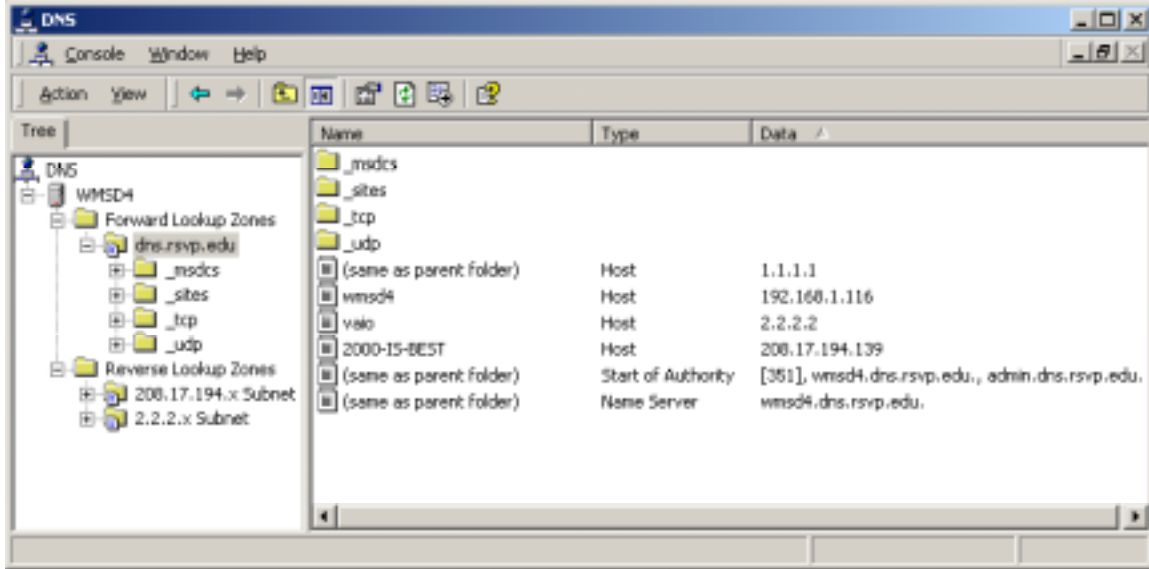 DNS
Console Window Help
Action View
Tree
Name Type Data
DNS
WMSD4
Forward Lookup Zones
dns.rsvp.edu
_msdcs
_sites
_tcp
_udp
Reverse Lookup Zones
208.17.194.x Subnet
2.2.2.x Subnet
_msdcs
_sites
_tcp
_udp
(same as parent folder) Host 1.1.1.1
wmsd4 Host 192.168.1.116
vaio Host 2.2.2.2
2000-IS-BEST Host 208.17.194.139
(same as parent folder) Start of Authority [351], wmsd4.dns.rsvp.edu., admin.dns.rsvp.edu.
(same as parent folder) Name Server wmsd4.dns.rsvp.edu.